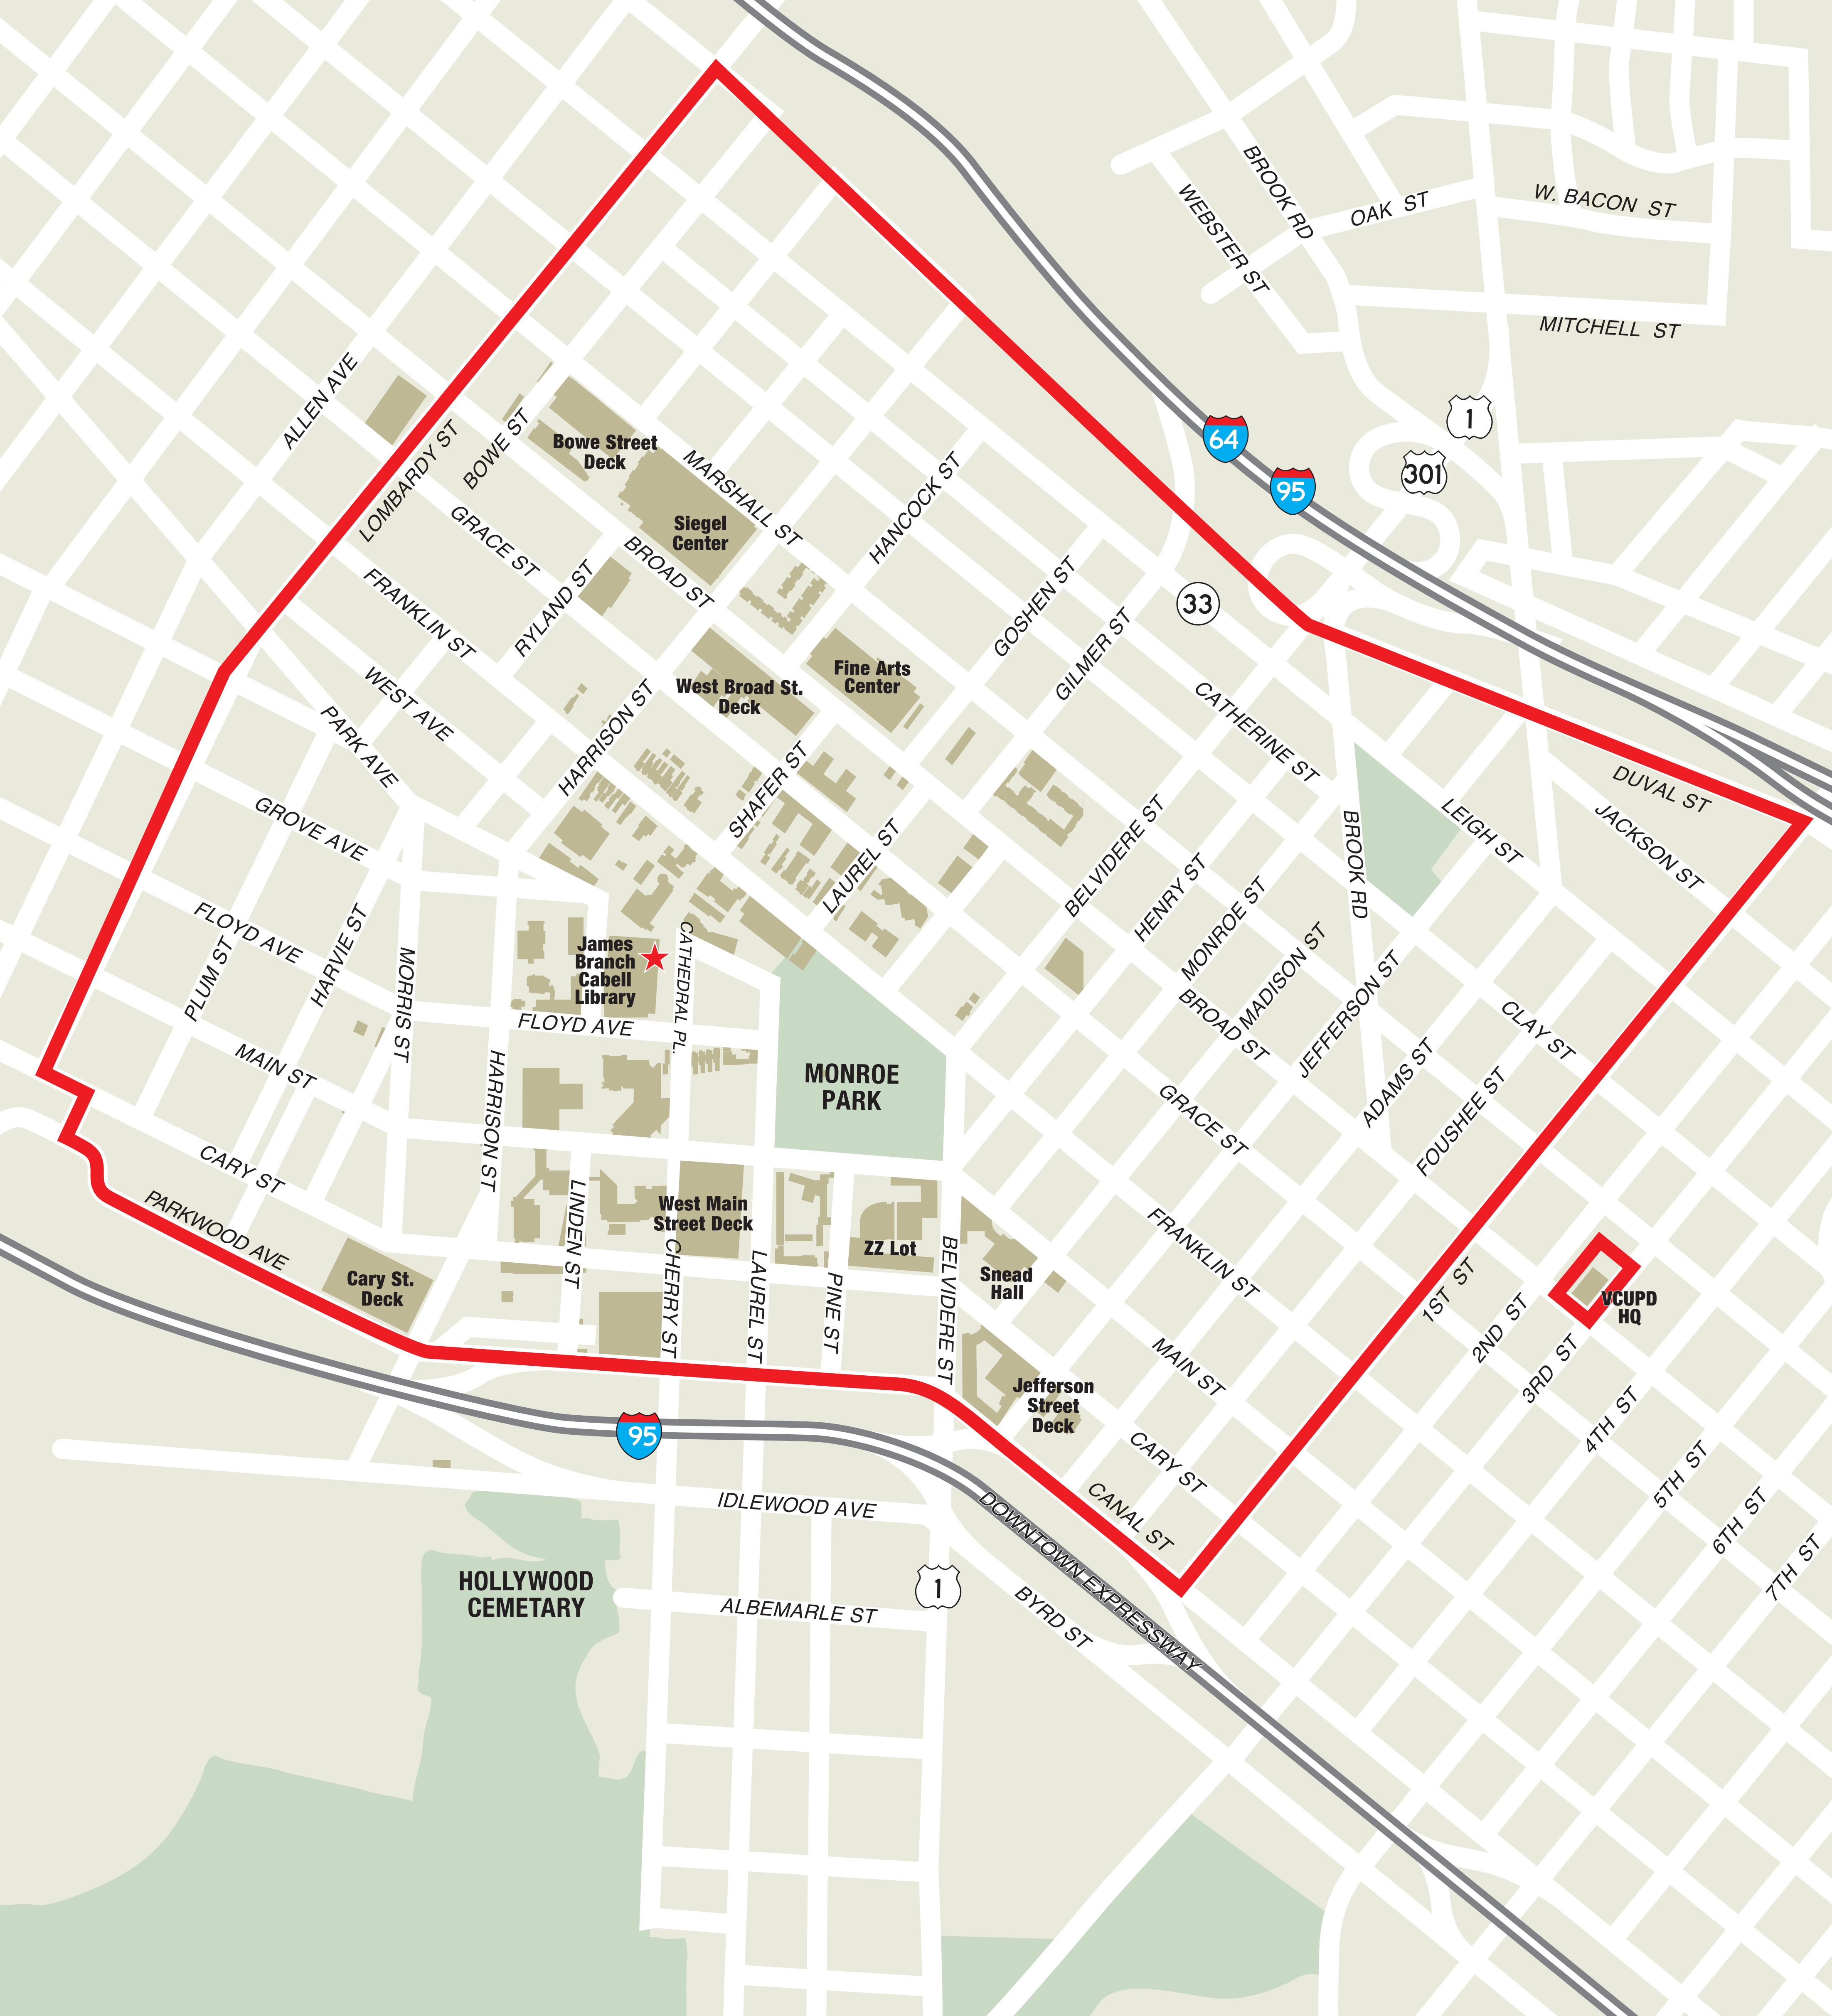 BROOK RD
WEBSTER ST
OAK ST
W. BACON ST
MITCHELL ST
1
301
64
95
33
ALLEN AVE
LOMBARDY ST
BOWE ST
Bowe Street
Deck
MARSHALL ST
Siegel
Center
HANCOCK ST
GRACE ST
BROAD ST
RYLAND ST
FRANKLIN ST
GOSHEN ST
GILMER ST
Fine Arts
Center
West Broad St.
Deck
HARRISON ST
WEST AVE
PARK AVE
SHAFER ST
LAUREL ST
CATHERINE ST
DUVAL ST
JACKSON ST
LEIGH ST
BROOK RD
BELVIDERE ST
HENRY ST
MONROE ST
MADISON ST
JEFFERSON ST
BROAD ST
CLAY ST
ADAMS ST
FOUSHEE ST
GROVE AVE
FLOYD AVE
PLUM ST
HARVIE ST
MORRIS ST
James
Branch
Cabell
Library
CATHEDRAL PL.
FLOYD AVE
MAIN ST
HARRISON ST
MONROE
PARK
GRACE ST
CARY ST
PARKWOOD AVE
LINDEN ST
West Main
Street Deck
CHERRY ST
LAUREL ST
PINE ST
ZZ Lot
BELVIDERE ST
Snead
Hall
FRANKLIN ST
1ST ST
2ND ST
3RD ST
VCUPD
HQ
4TH ST
5TH ST
6TH ST
7TH ST
Cary St.
Deck
MAIN ST
Jefferson
Street
Deck
CARY ST
CANAL ST
95
IDLEWOOD AVE
DOWNTOWN EXPRESSWAY
HOLLYWOOD
CEMETARY
1
ALBEMARLE ST
BYRD ST